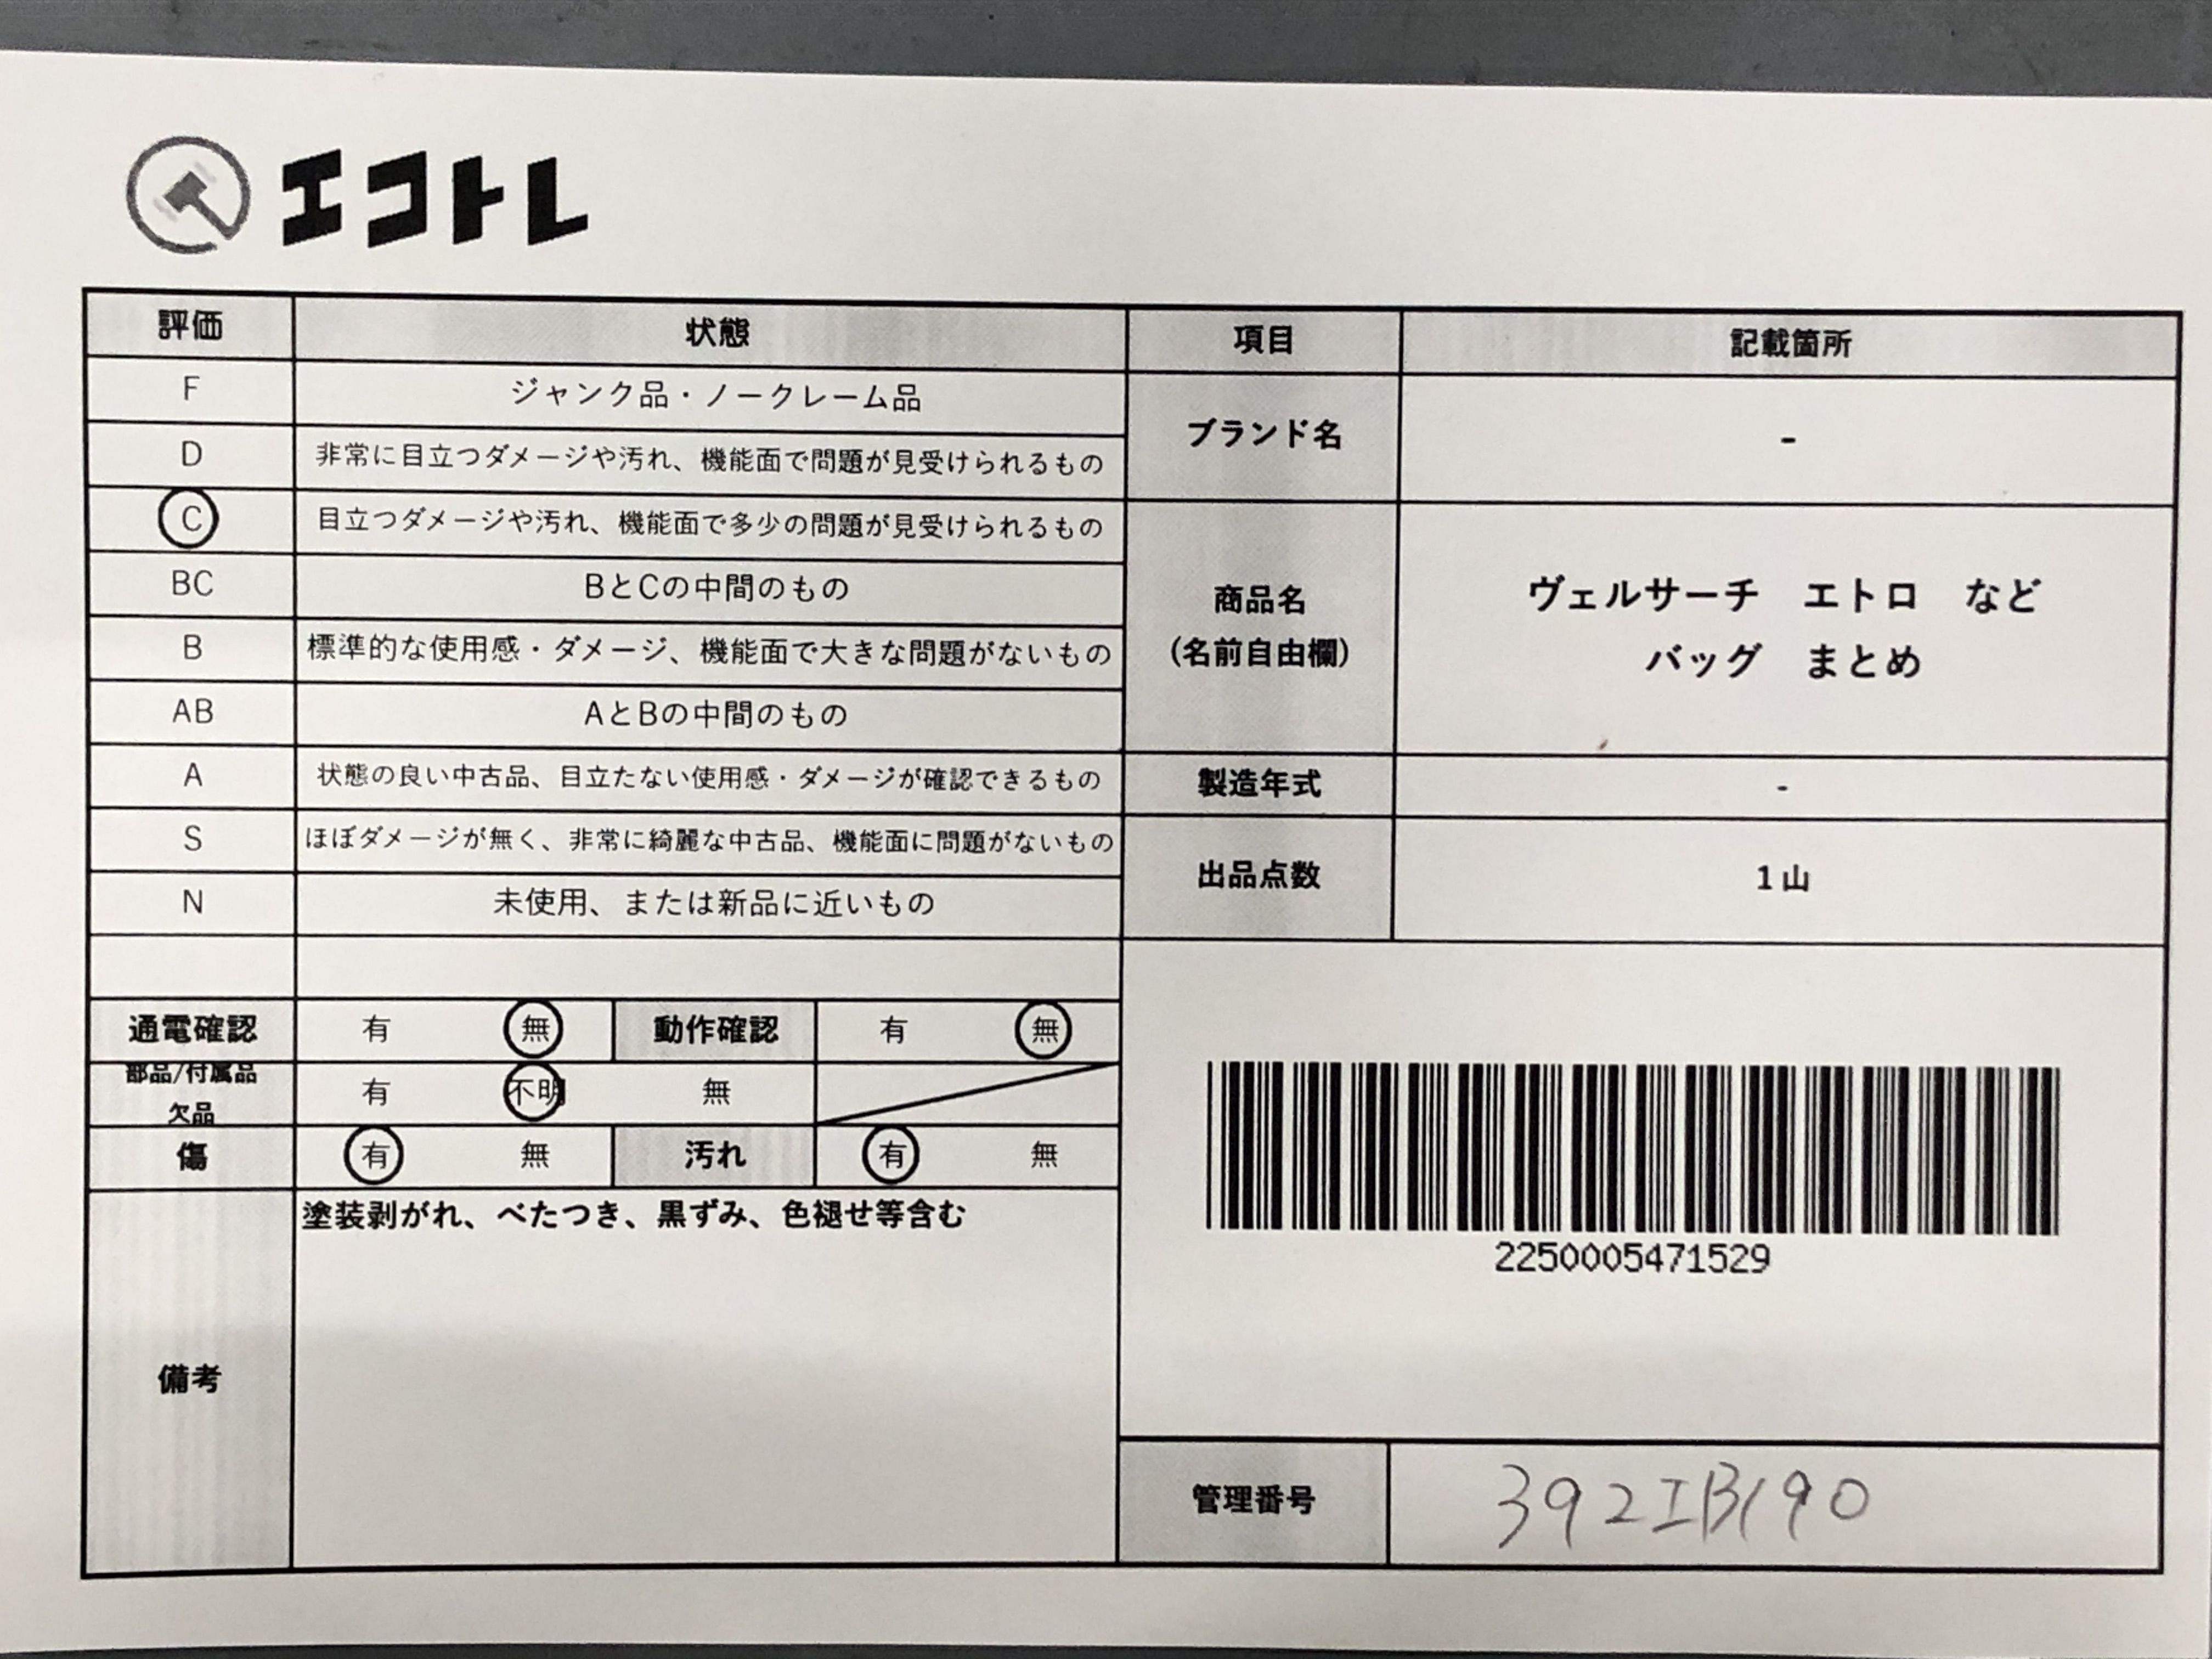 エコトレ
評価 状態 項目 記載箇所
F ジャンク品・ノークレーム品
D 非常に目立つダメージや汚れ、機能面で問題が見受けられるもの
ブランド名 -
C 目立つダメージや汚れ、機能面で多少の問題が見受けられるもの
BC BとCの中間のもの
B 標準的な使用感・ダメージ、機能面で大きな問題がないもの
AB AとBの中間のもの
商品名
(名前自由欄)
ヴェルサーチ エトロ など
バッグ まとめ
A 状態の良い中古品、目立たない使用感・ダメージが確認できるもの
製造年式 -
S ほぼダメージが無く、非常に綺麗な中古品、機能面に問題がないもの
N 未使用、または新品に近いもの
出品点数 1山
通電確認 有 無 動作確認 有 無
部品/付属品
欠品
有 不明 無
傷 有 無 汚れ 有 無
備考
塗装剥がれ、べたつき、黒ずみ、色褪せ等含む
2250005471529
管理番号 392IB190